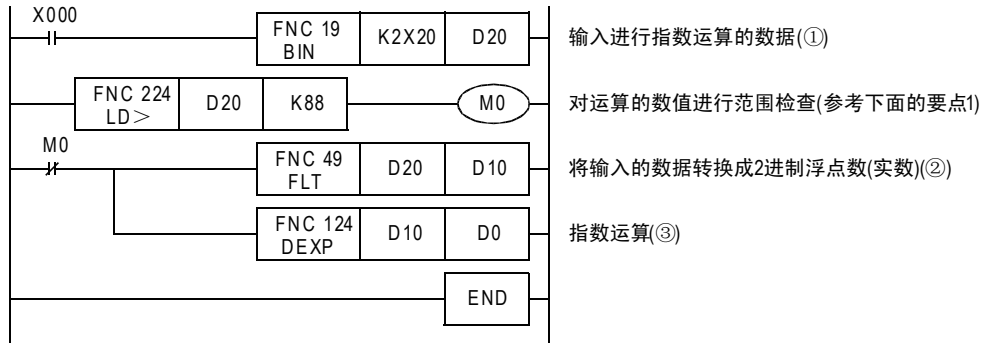 X000
FNC 19 BIN K2X20 D20 输入进行指数运算的数据(①)
FNC 224 LD＞ D20 K88 M0 对运算的数值进行范围检查(参考下面的要点1)
M0
FNC 49 FLT D20 D10 将输入的数据转换成2进制浮点数(实数)(②)
FNC 124 DEXP D10 D0 指数运算(③)
END